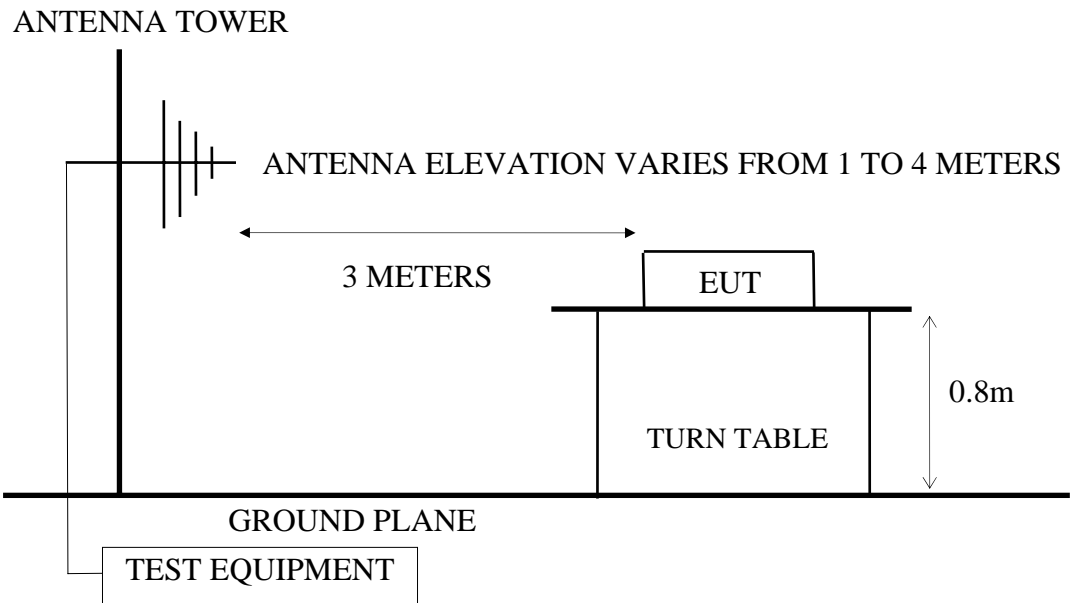 ANTENNA TOWER
ANTENNA ELEVATION VARIES FROM 1 TO 4 METERS
3 METERS
EUT
0.8m
TURN TABLE
GROUND PLANE
TEST EQUIPMENT